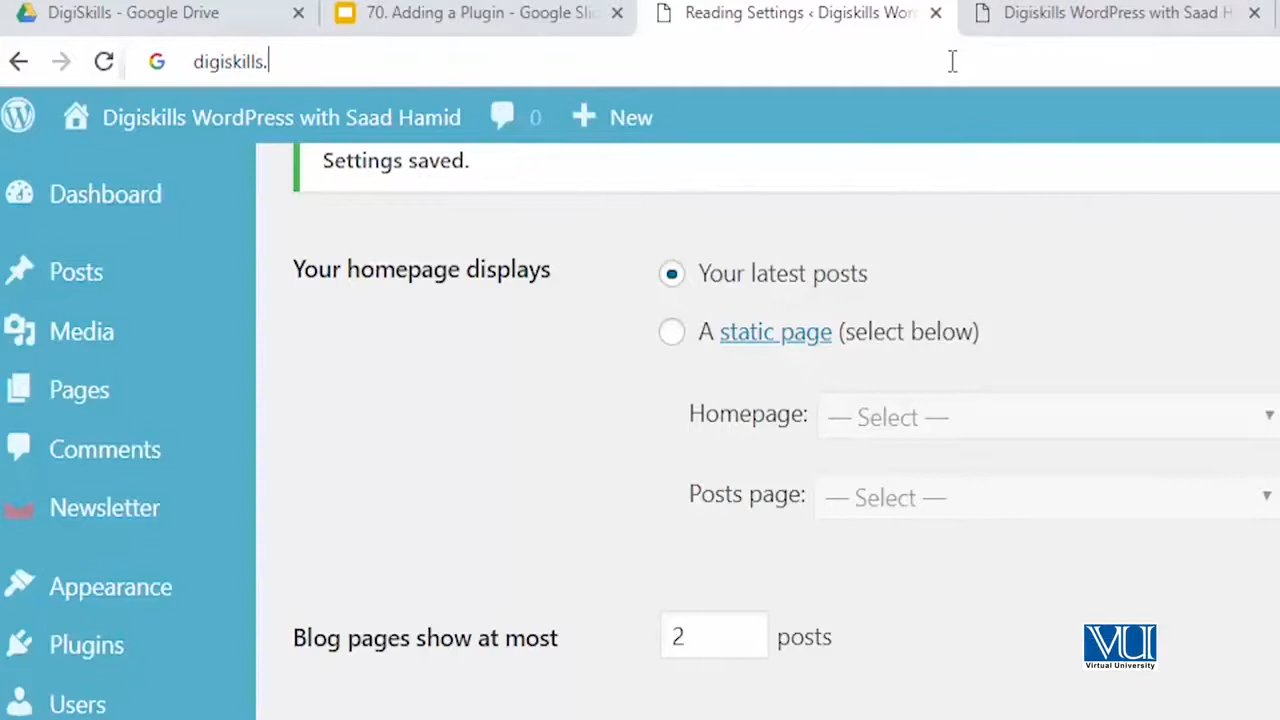 DigiSkills - Google Drive
70. Adding a Plugin - Google Slid
Reading Settings ‹ Digiskills Wor
Digiskills WordPress with Saad H
digiskills.
Digiskills WordPress with Saad Hamid
0
New
Settings saved.
Dashboard
Posts
Media
Pages
Comments
Newsletter
Appearance
Plugins
Users
Your homepage displays
Your latest posts
A static page (select below)
Homepage: — Select —
Posts page: — Select —
Blog pages show at most 2 posts
VU
Virtual University